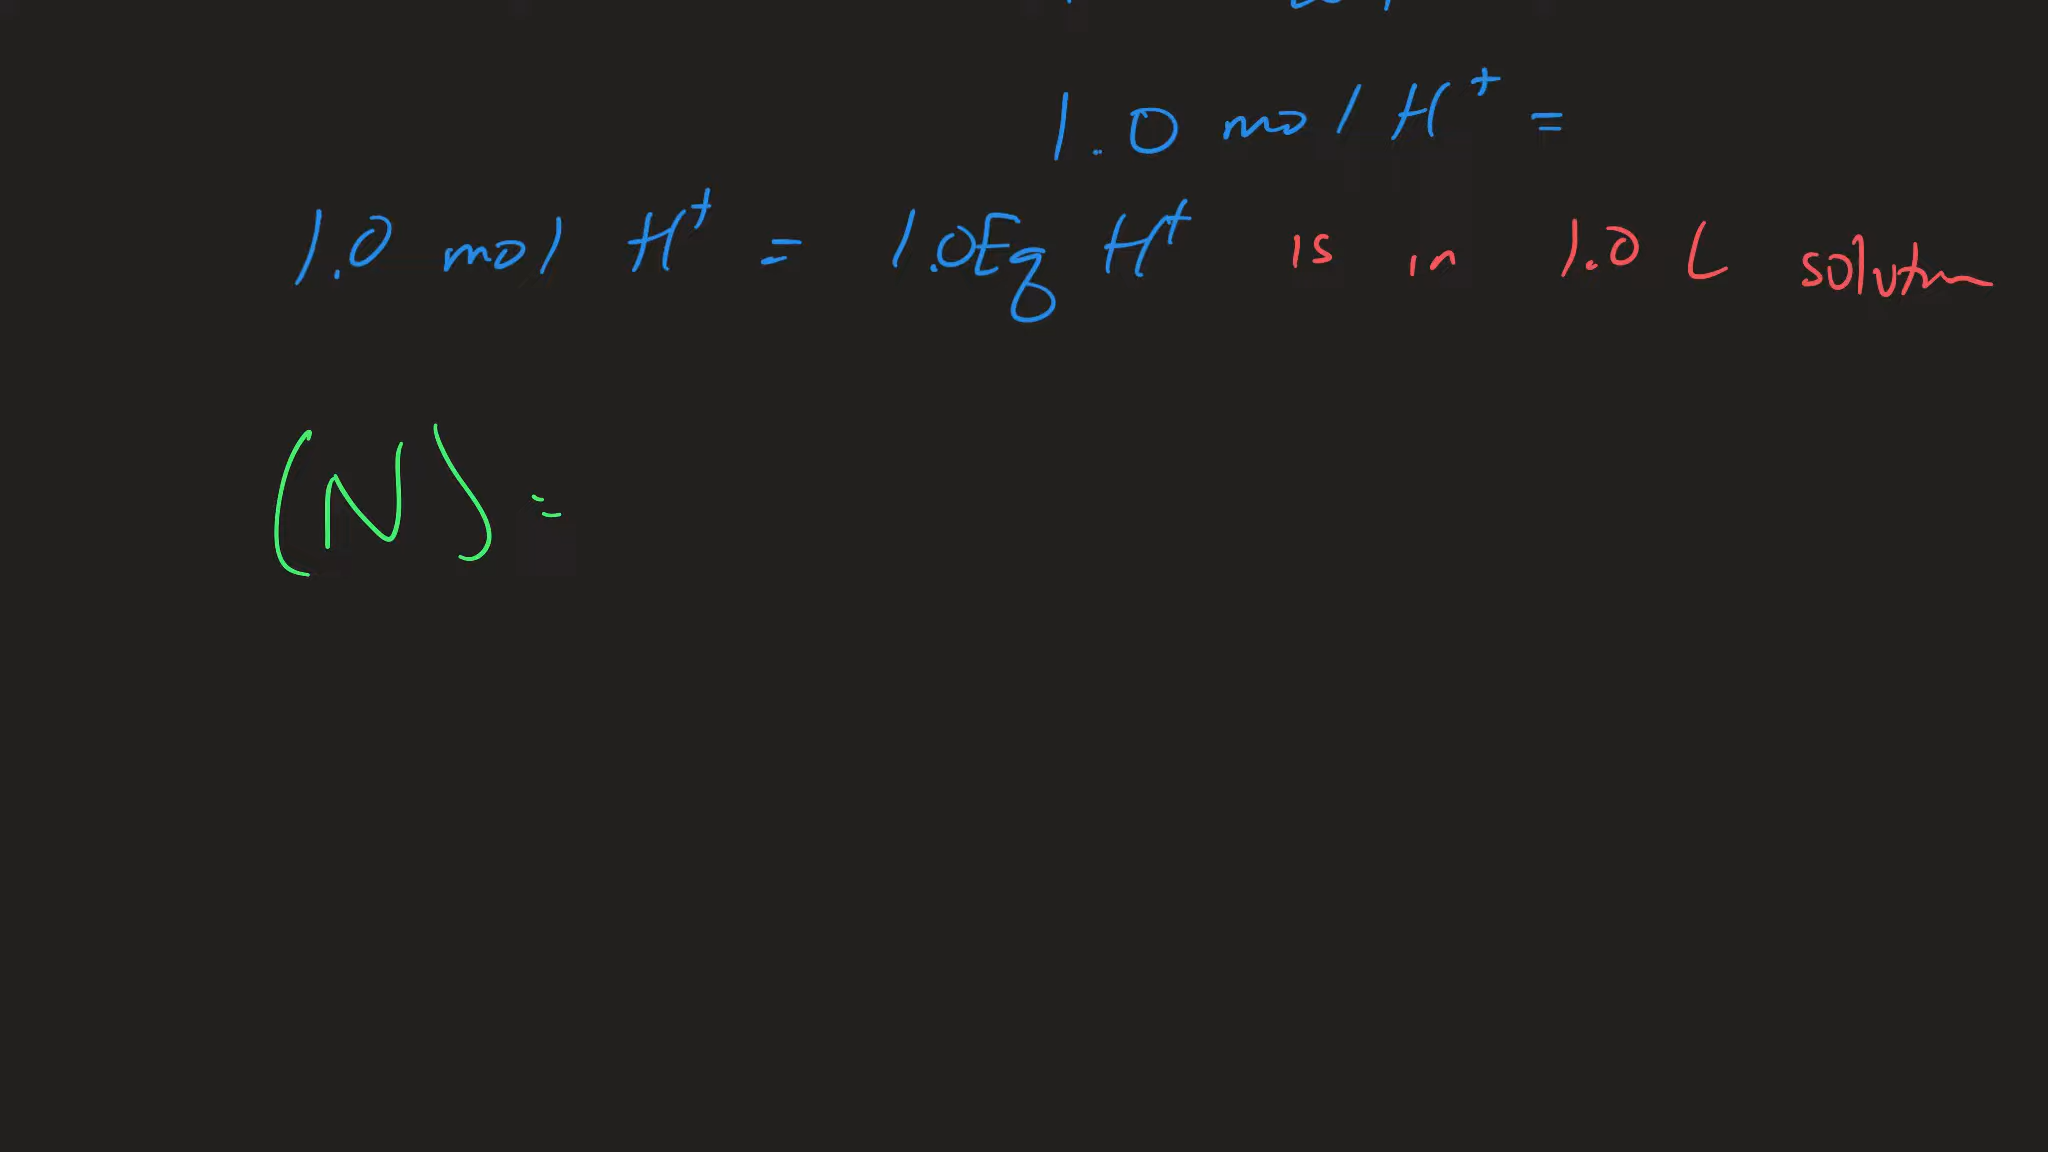 1.0 mol H⁺ =
1.0 mol H⁺ = 1.0Eq H⁺ is in 1.0 L solution
(N) =